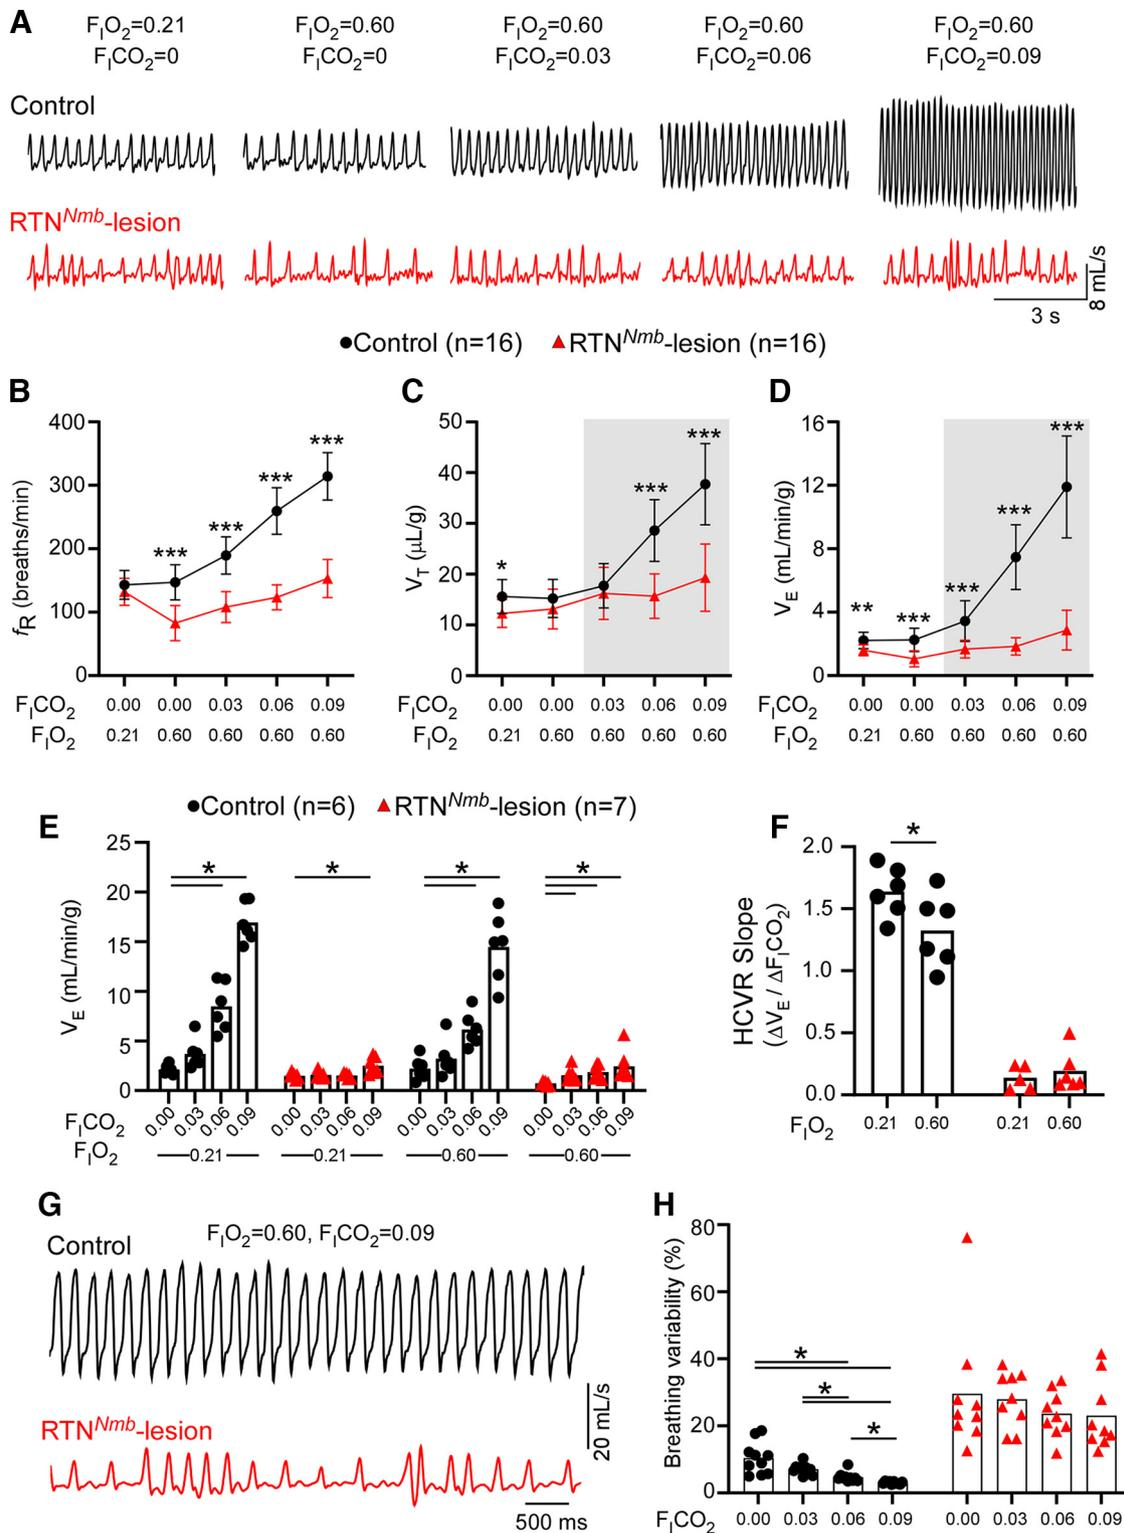 A
FIO2=0.21 FIO2=0.60 FIO2=0.60 FIO2=0.60 FIO2=0.60
FICO2=0 FICO2=0 FICO2=0.03 FICO2=0.06 FICO2=0.09
Control
RTNNmb-lesion
8 mL/s
3 s
●Control (n=16) ▲RTNNmb-lesion (n=16)
B
fR (breaths/min)
400
300
200
100
0
*** *** *** ***
FICO2 0.00 0.00 0.03 0.06 0.09
FIO2 0.21 0.60 0.60 0.60 0.60
C
VT (μL/g)
50
40
30
20
10
0
* *** ***
FICO2 0.00 0.00 0.03 0.06 0.09
FIO2 0.21 0.60 0.60 0.60 0.60
D
VE (mL/min/g)
16
12
8
4
0
** *** *** *** ***
FICO2 0.00 0.00 0.03 0.06 0.09
FIO2 0.21 0.60 0.60 0.60 0.60
●Control (n=6) ▲RTNNmb-lesion (n=7)
E
VE (mL/min/g)
25
20
15
10
5
0
* * * *
FICO2 0.00 0.03 0.06 0.09 0.00 0.03 0.06 0.09 0.00 0.03 0.06 0.09 0.00 0.03 0.06 0.09
FIO2 0.21 0.21 0.60 0.60
F
HCVR Slope
(ΔVE / ΔFICO2)
2.0
1.5
1.0
0.5
0.0
*
FIO2 0.21 0.60 0.21 0.60
G
FIO2=0.60, FICO2=0.09
Control
20 mL/s
RTNNmb-lesion
500 ms
H
Breathing variability (%)
80
60
40
20
0
*
*
*
FICO2 0.00 0.03 0.06 0.09 0.00 0.03 0.06 0.09